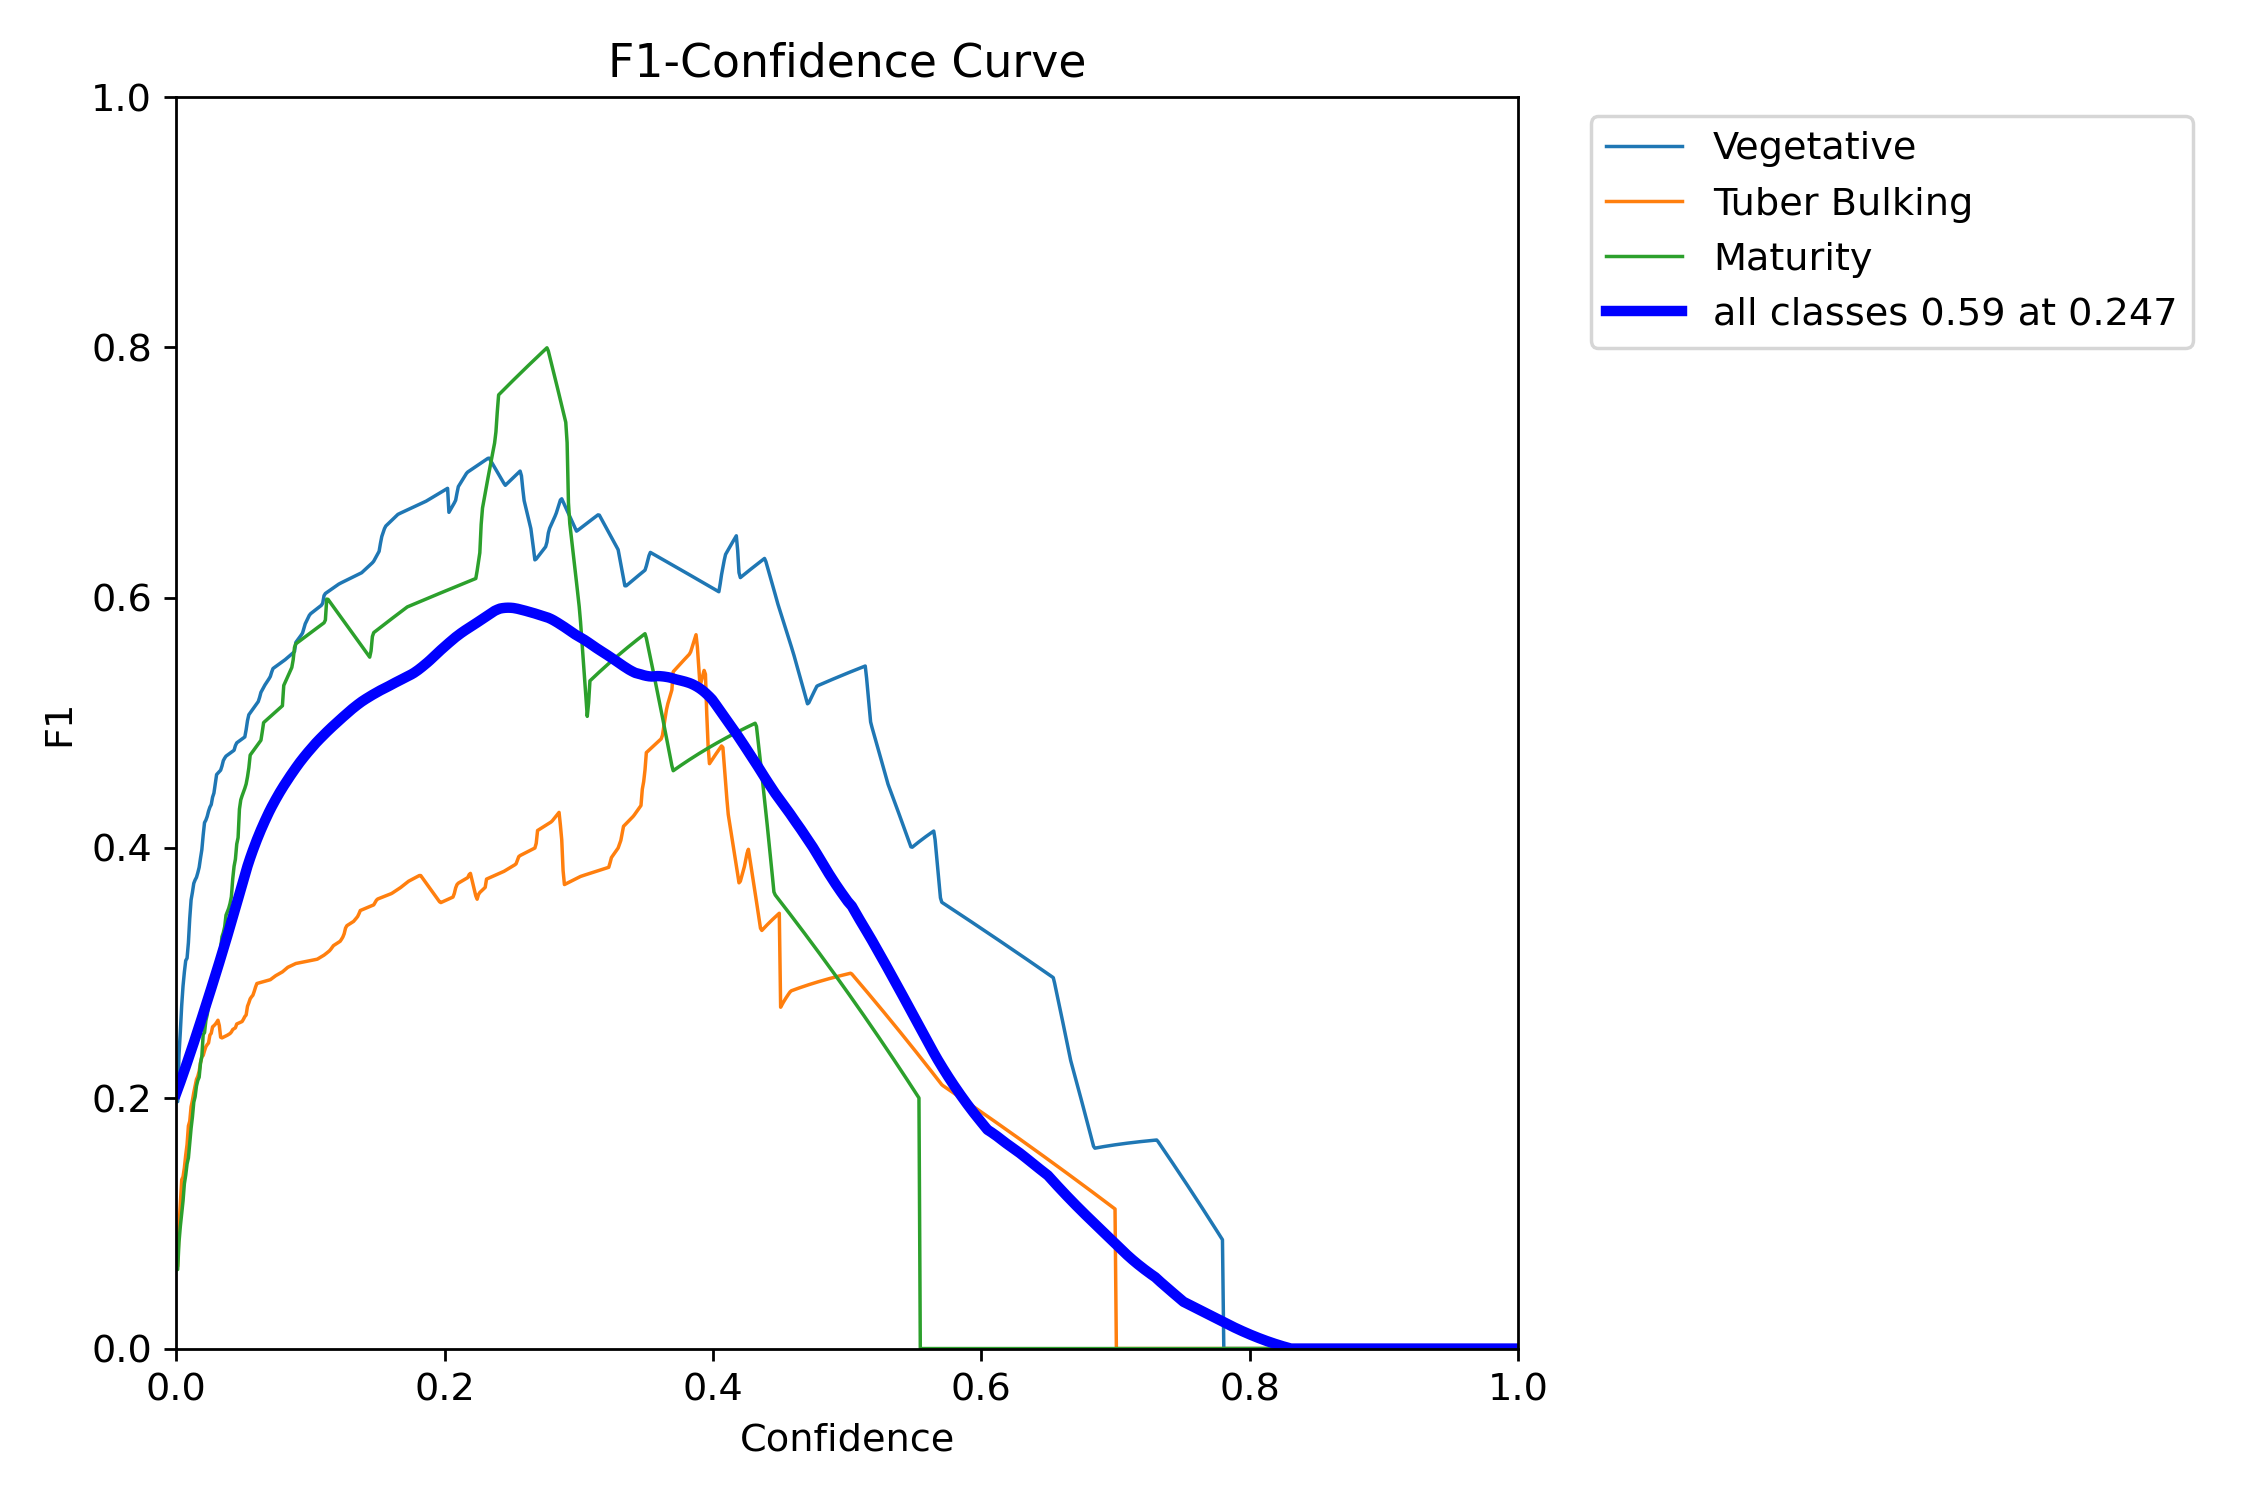 F1-Confidence Curve
1.0
0.8
0.6
0.4
0.2
0.0
F1
0.0 0.2 0.4 0.6 0.8 1.0
Confidence
Vegetative
Tuber Bulking
Maturity
all classes 0.59 at 0.247